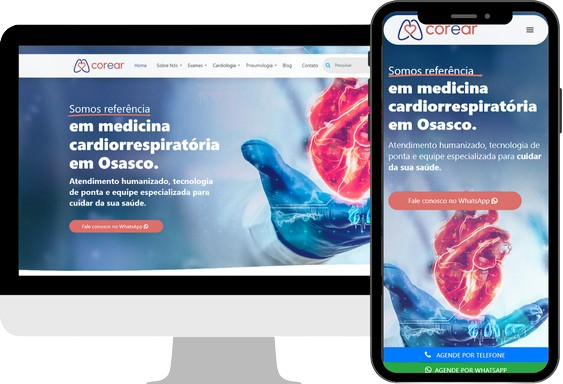 corear
Home Sobre Nós Exames Cardiologia Pneumologia Blog Contato Pesquisar
Somos referência
em medicina
cardiorrespiratória
em Osasco.
Atendimento humanizado, tecnologia
de ponta e equipe especializada para
cuidar da sua saúde.
Fale conosco no WhatsApp
corear
Somos referência
em medicina
cardiorrespiratória
em Osasco.
Atendimento humanizado, tecnologia de
ponta e equipe especializada para cuidar
da sua saúde.
Fale conosco no WhatsApp
AGENDE POR TELEFONE
AGENDE POR WHATSAPP